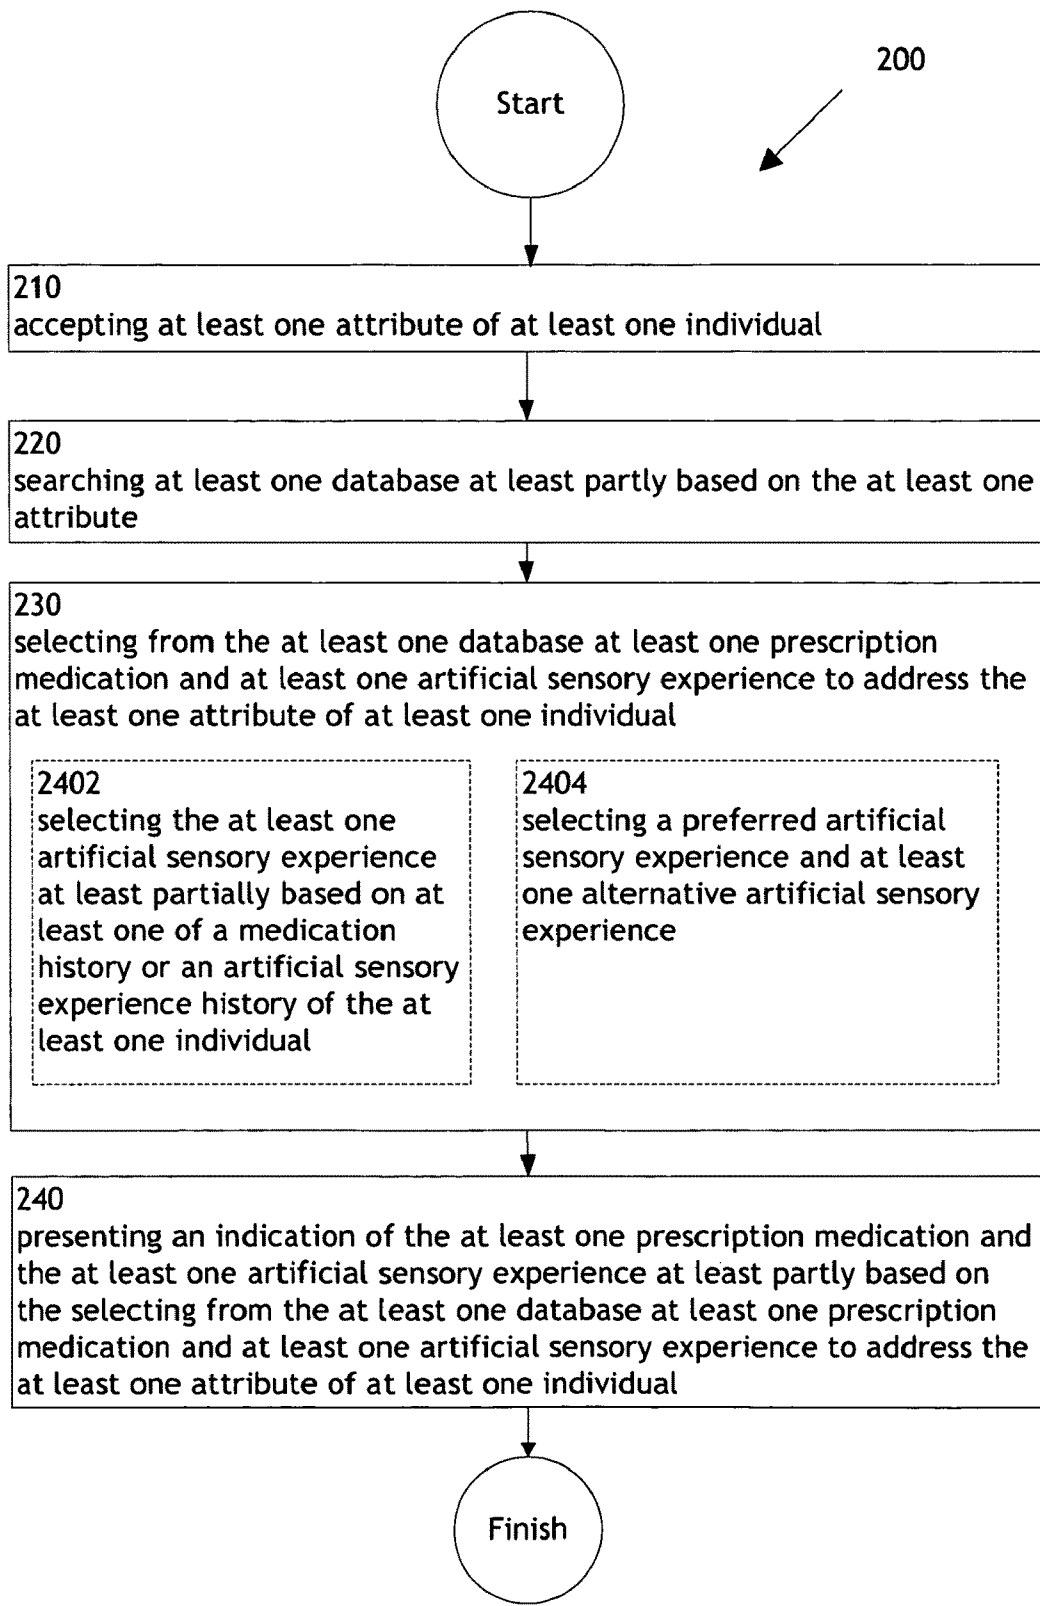 Start
200
210
accepting at least one attribute of at least one individual
220
searching at least one database at least partly based on the at least one
attribute
230
selecting from the at least one database at least one prescription
medication and at least one artificial sensory experience to address the
at least one attribute of at least one individual
2402
selecting the at least one
artificial sensory experience
at least partially based on at
least one of a medication
history or an artificial sensory
experience history of the at
least one individual
2404
selecting a preferred artificial
sensory experience and at least
one alternative artificial sensory
experience
240
presenting an indication of the at least one prescription medication and
the at least one artificial sensory experience at least partly based on
the selecting from the at least one database at least one prescription
medication and at least one artificial sensory experience to address the
at least one attribute of at least one individual
Finish